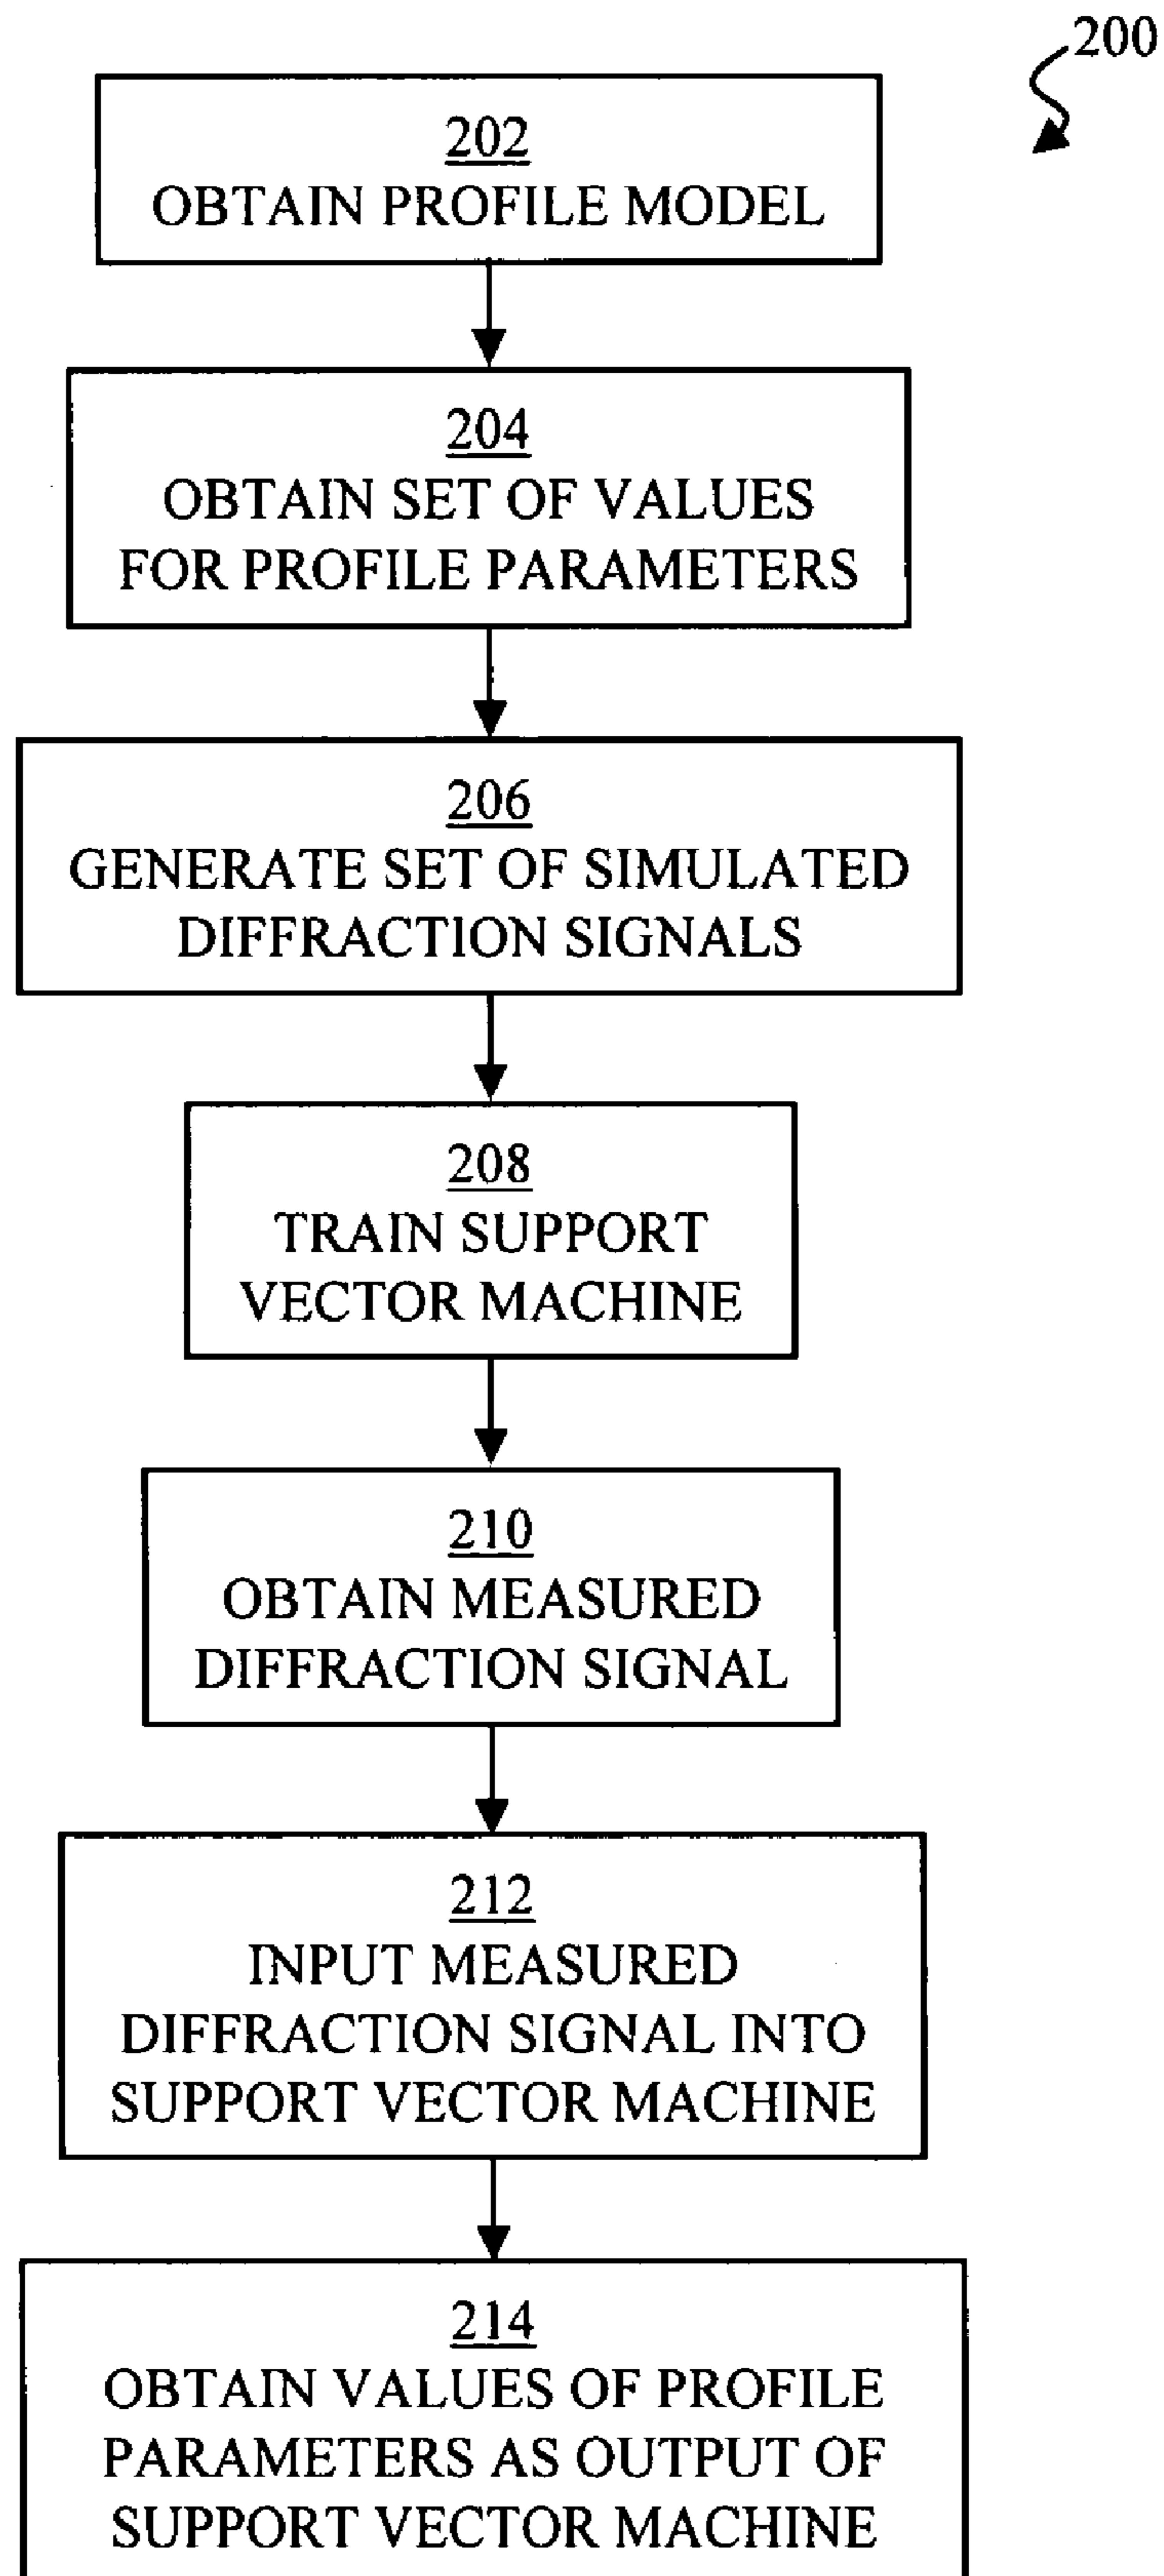 200
202
OBTAIN PROFILE MODEL
204
OBTAIN SET OF VALUES
FOR PROFILE PARAMETERS
206
GENERATE SET OF SIMULATED
DIFFRACTION SIGNALS
208
TRAIN SUPPORT
VECTOR MACHINE
210
OBTAIN MEASURED
DIFFRACTION SIGNAL
212
INPUT MEASURED
DIFFRACTION SIGNAL INTO
SUPPORT VECTOR MACHINE
214
OBTAIN VALUES OF PROFILE
PARAMETERS AS OUTPUT OF
SUPPORT VECTOR MACHINE